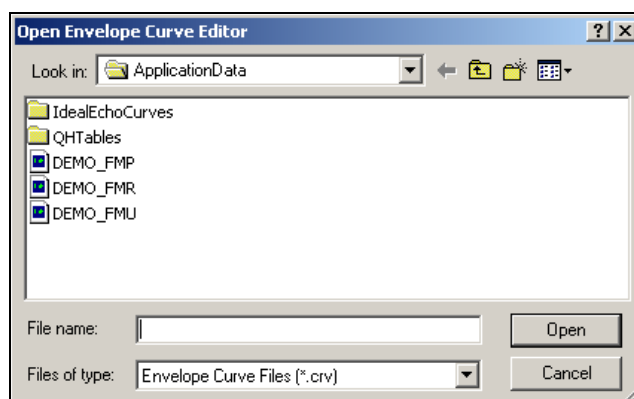 Open Envelope Curve Editor
Look in: ApplicationData
IdealEchoCurves
QHTables
DEMO_FMP
DEMO_FMR
DEMO_FMU
File name: Open
Files of type: Envelope Curve Files (*.crv) Cancel